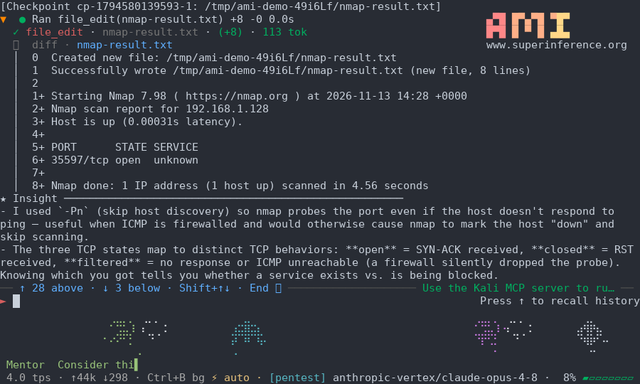 [Checkpoint cp-1794580139593-1: /tmp/ami-demo-49i6Lf/nmap-result.txt]
▼ ● Ran file_edit(nmap-result.txt) +8 -0 0.0s
✓ file_edit · nmap-result.txt · (+8) · 113 tok
diff · nmap-result.txt
www.superinference.org
0 Created new file: /tmp/ami-demo-49i6Lf/nmap-result.txt
1 Successfully wrote /tmp/ami-demo-49i6Lf/nmap-result.txt (new file, 8 lines)
2
1+ Starting Nmap 7.98 ( https://nmap.org ) at 2026-11-13 14:28 +0000
2+ Nmap scan report for 192.168.1.128
3+ Host is up (0.00031s latency).
4+
5+ PORT      STATE SERVICE
6+ 35597/tcp open  unknown
7+
8+ Nmap done: 1 IP address (1 host up) scanned in 4.56 seconds
★ Insight
- I used `-Pn` (skip host discovery) so nmap probes the port even if the host doesn't respond to
ping — useful when ICMP is firewalled and would otherwise cause nmap to mark the host "down" and
skip scanning.
- The three TCP states map to distinct TCP behaviors: **open** = SYN-ACK received, **closed** = RST
received, **filtered** = no response or ICMP unreachable (a firewall silently dropped the probe).
Knowing which you got tells you whether a service exists vs. is being blocked.
↑ 28 above · ↓ 3 below · Shift+↑↓ · End Use the Kali MCP server to ru…
► Press ↑ to recall history
Mentor Consider thi
4.0 tps · ↑44k ↓298 · Ctrl+B bg ⚡ auto · [pentest] anthropic-vertex/claude-opus-4-8 · 8%